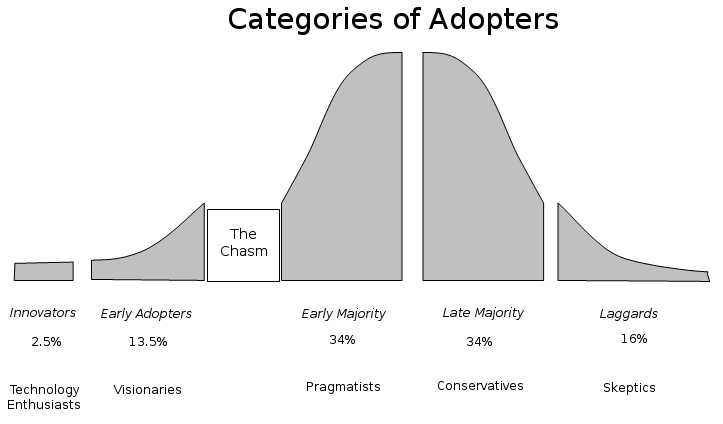 Categories of Adopters
The
Chasm
Innovators
Early Adopters
Early Majority
Late Majority
Laggards
2.5%
13.5%
34%
34%
16%
Technology
Enthusiasts
Visionaries
Pragmatists
Conservatives
Skeptics